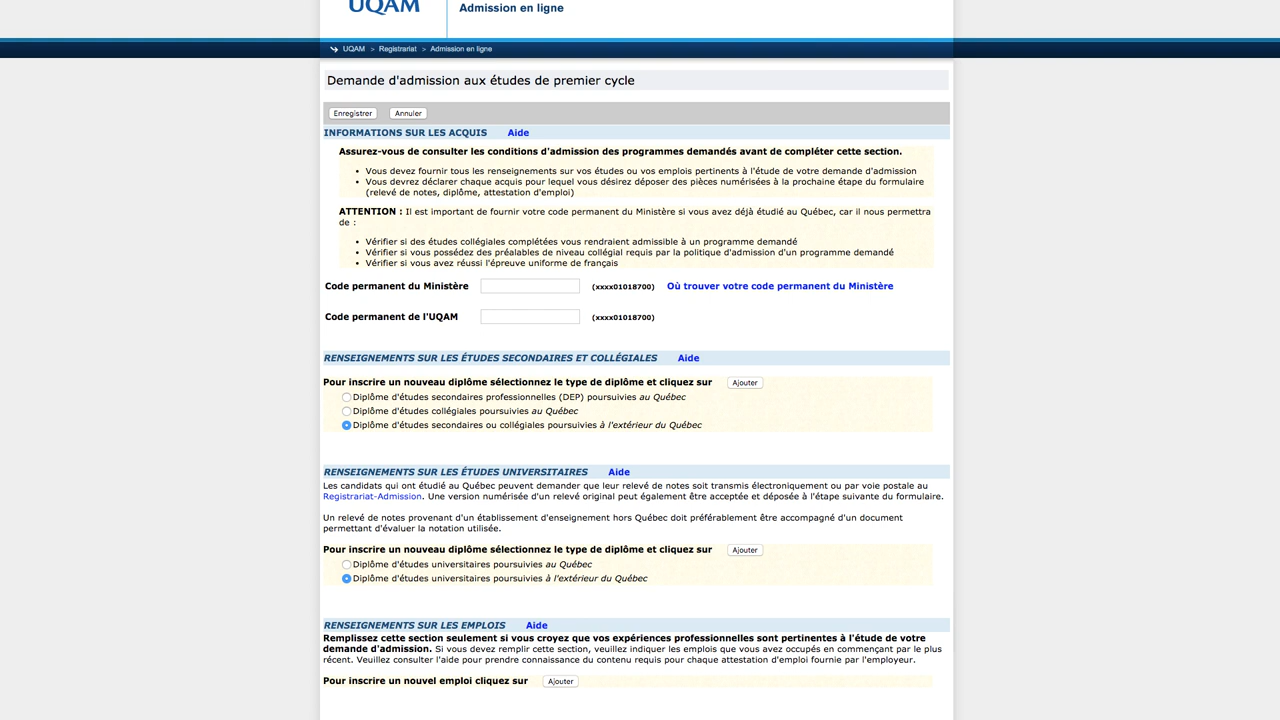 UQAM
Admission en ligne
UQAM > Registrariat > Admission en ligne
Demande d'admission aux études de premier cycle
Enregistrer Annuler
INFORMATIONS SUR LES ACQUIS Aide
Assurez-vous de consulter les conditions d'admission des programmes demandés avant de compléter cette section.
• Vous devez fournir tous les renseignements sur vos études ou vos emplois pertinents à l'étude de votre demande d'admission
• Vous devrez déclarer chaque acquis pour lequel vous désirez déposer des pièces numérisées à la prochaine étape du formulaire
(relevé de notes, diplôme, attestation d'emploi)
ATTENTION : Il est important de fournir votre code permanent du Ministère si vous avez déjà étudié au Québec, car il nous permettra
de :
• Vérifier si des études collégiales complétées vous rendraient admissible à un programme demandé
• Vérifier si vous possédez des préalables de niveau collégial requis par la politique d'admission d'un programme demandé
• Vérifier si vous avez réussi l'épreuve uniforme de français
Code permanent du Ministère (xxxx01018700) Où trouver votre code permanent du Ministère
Code permanent de l'UQAM (xxxx01018700)
RENSEIGNEMENTS SUR LES ÉTUDES SECONDAIRES ET COLLÉGIALES Aide
Pour inscrire un nouveau diplôme sélectionnez le type de diplôme et cliquez sur Ajouter
Diplôme d'études secondaires professionnelles (DEP) poursuivies au Québec
Diplôme d'études collégiales poursuivies au Québec
Diplôme d'études secondaires ou collégiales poursuivies à l'extérieur du Québec
RENSEIGNEMENTS SUR LES ÉTUDES UNIVERSITAIRES Aide
Les candidats qui ont étudié au Québec peuvent demander que leur relevé de notes soit transmis électroniquement ou par voie postale au
Registrariat-Admission. Une version numérisée d'un relevé original peut également être acceptée et déposée à l'étape suivante du formulaire.
Un relevé de notes provenant d'un établissement d'enseignement hors Québec doit préférablement être accompagné d'un document
permettant d'évaluer la notation utilisée.
Pour inscrire un nouveau diplôme sélectionnez le type de diplôme et cliquez sur Ajouter
Diplôme d'études universitaires poursuivies au Québec
Diplôme d'études universitaires poursuivies à l'extérieur du Québec
RENSEIGNEMENTS SUR LES EMPLOIS Aide
Remplissez cette section seulement si vous croyez que vos expériences professionnelles sont pertinentes à l'étude de votre
demande d'admission. Si vous devez remplir cette section, veuillez indiquer les emplois que vous avez occupés en commençant par le plus
récent. Veuillez consulter l'aide pour prendre connaissance du contenu requis pour chaque attestation d'emploi fournie par l'employeur.
Pour inscrire un nouvel emploi cliquez sur Ajouter